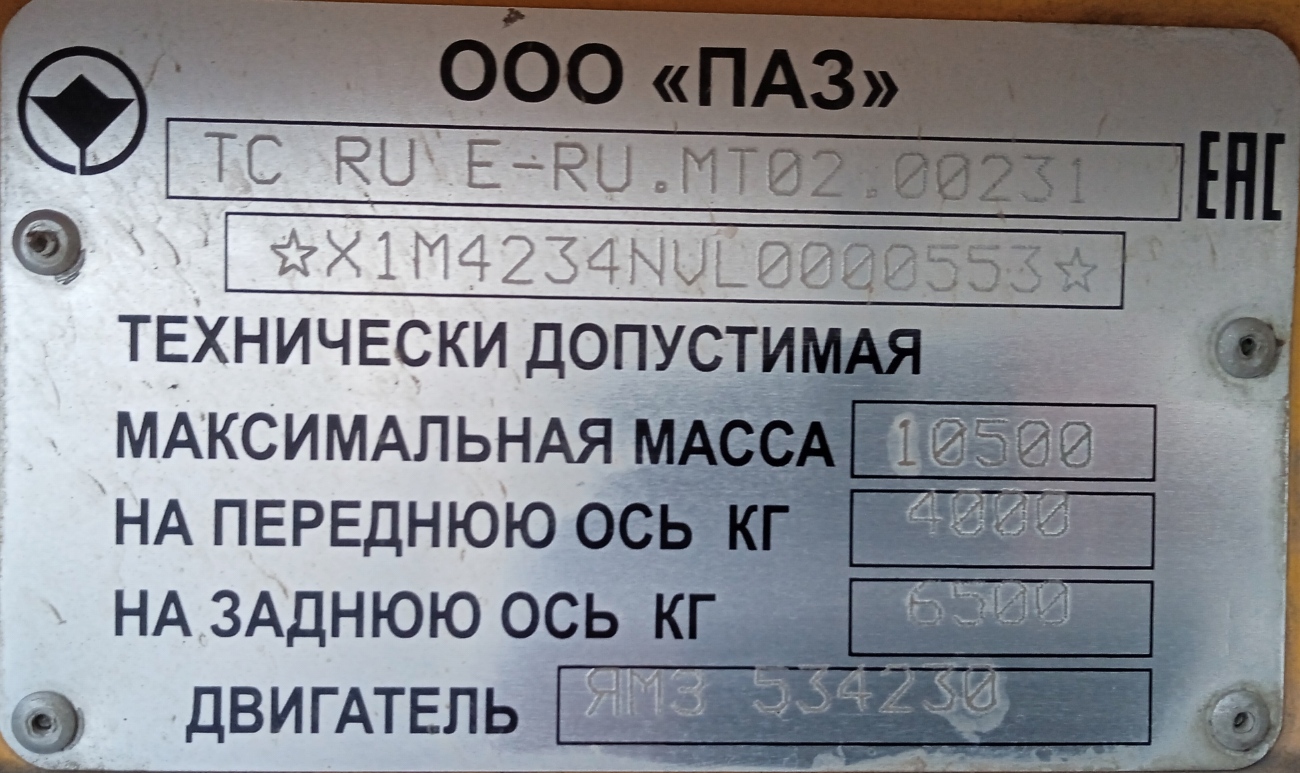 ООО «ПАЗ»
ТС RU Е-RU.МТ02.00231
ЕАС
☆X1M4234NVL0000553☆
ТЕХНИЧЕСКИ ДОПУСТИМАЯ
МАКСИМАЛЬНАЯ МАССА 10500
НА ПЕРЕДНЮЮ ОСЬ КГ 4000
НА ЗАДНЮЮ ОСЬ КГ 6500
ДВИГАТЕЛЬ ЯМЗ 534230